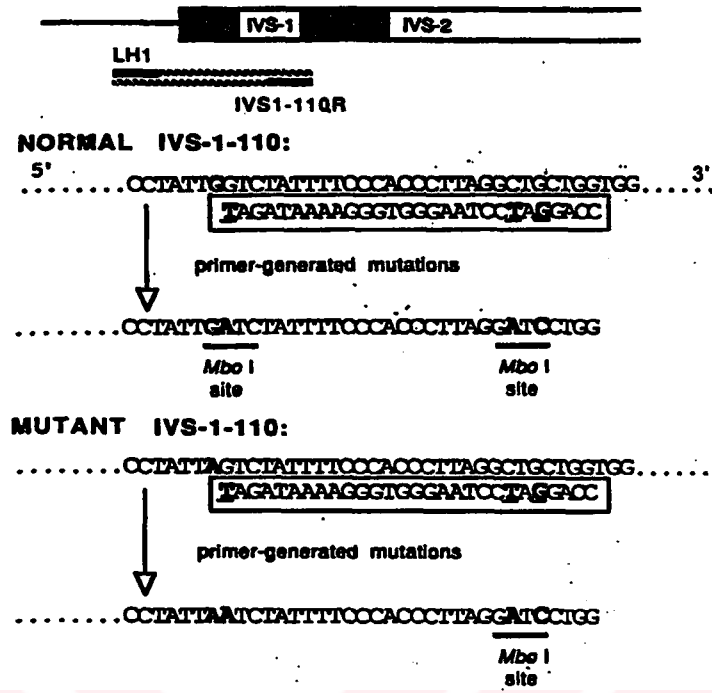 IVS-1 IVS-2
LH1
IVS1-110R
NORMAL IVS-1-110:
5' 3'
........CCTATTGGTCTATTTTCCCACCCTTAGGCTGCTGGTGG......
TAGATAAAAGGGTGGGAATCCTAGGACC
primer-generated mutations
........CCTATTGATCTATTTTCCCACCCTTAGGATCCTGG
Mbo I Mbo I
site site
MUTANT IVS-1-110:
........CCTATTAGTCTATTTTCCCACCCTTAGGCTGCTGGTGG......
TAGATAAAAGGGTGGGAATCCTAGGACC
primer-generated mutations
........CCTATTAATCTATTTTCCCACCCTTAGGATCCTGG
Mbo I
site